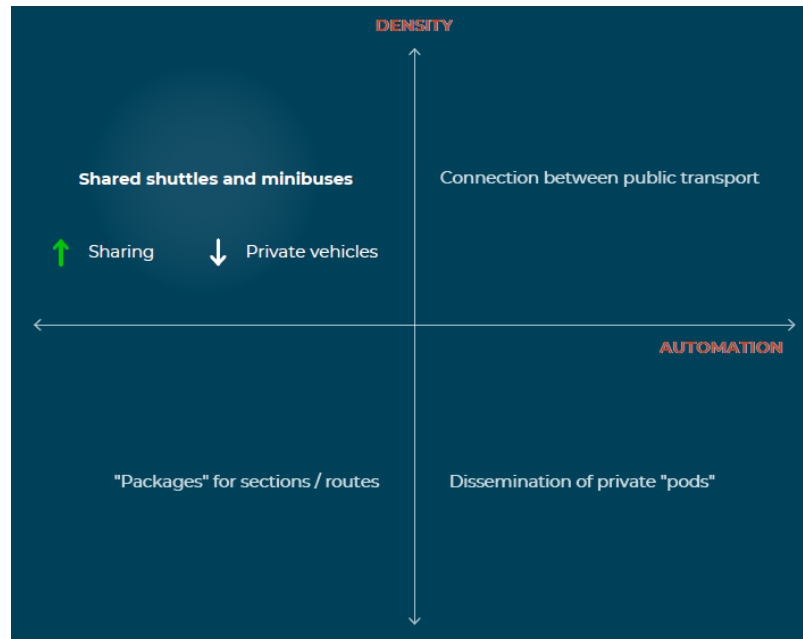 DENSITY
Shared shuttles and minibuses
Connection between public transport
Sharing
Private vehicles
AUTOMATION
"Packages" for sections / routes
Dissemination of private "pods"